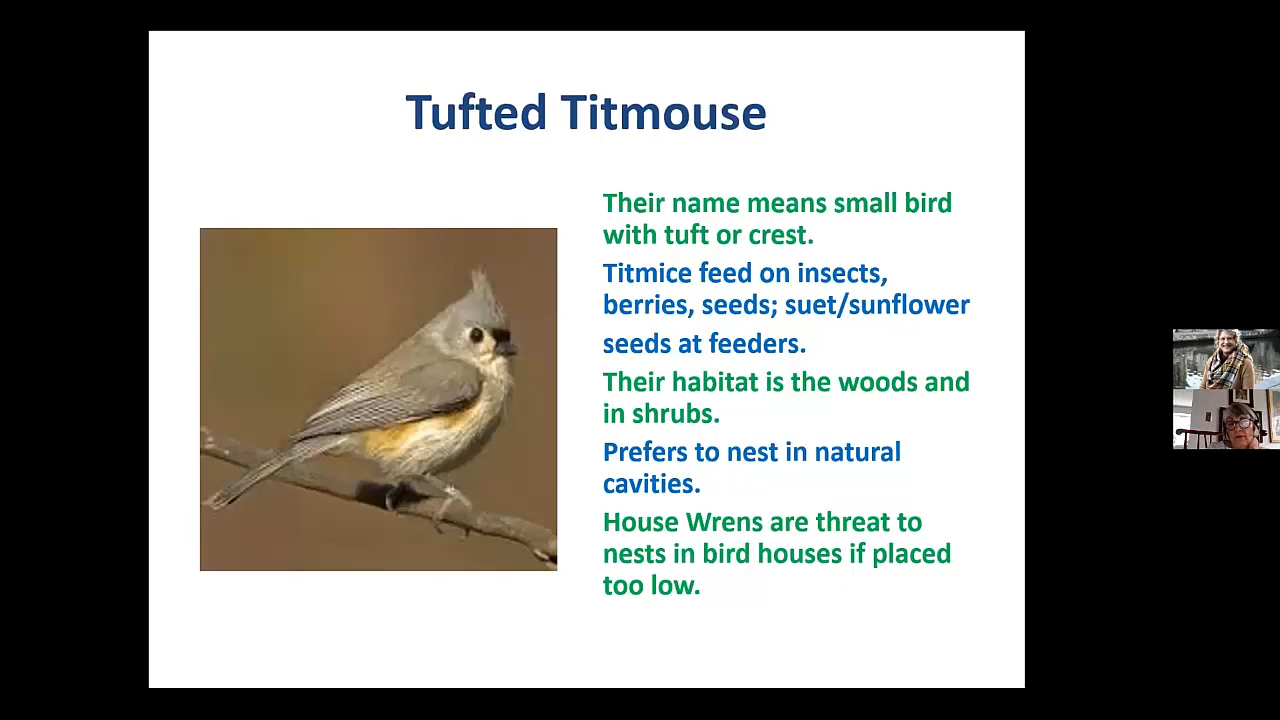 Tufted Titmouse
Their name means small bird
with tuft or crest.
Titmice feed on insects,
berries, seeds; suet/sunflower
seeds at feeders.
Their habitat is the woods and
in shrubs.
Prefers to nest in natural
cavities.
House Wrens are threat to
nests in bird houses if placed
too low.